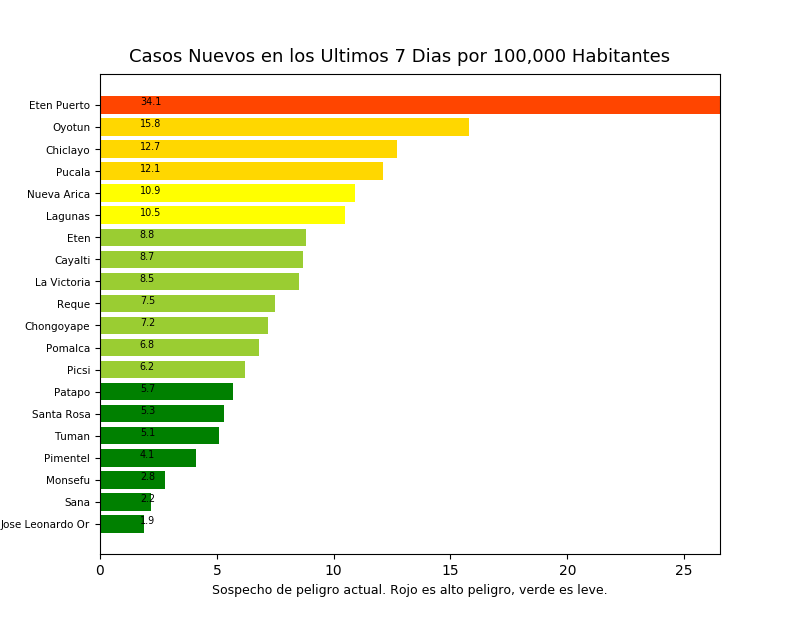 Casos Nuevos en los Ultimos 7 Dias por 100,000 Habitantes
Eten Puerto 34.1
Oyotun 15.8
Chiclayo 12.7
Pucala 12.1
Nueva Arica 10.9
Lagunas 10.5
Eten 8.8
Cayalti 8.7
La Victoria 8.5
Reque 7.5
Chongoyape 7.2
Pomalca 6.8
Picsi 6.2
Patapo 5.7
Santa Rosa 5.3
Tuman 5.1
Pimentel 4.1
Monsefu 2.8
Sana 2.2
Jose Leonardo Or 1.9
0 5 10 15 20 25
Sospecho de peligro actual. Rojo es alto peligro, verde es leve.